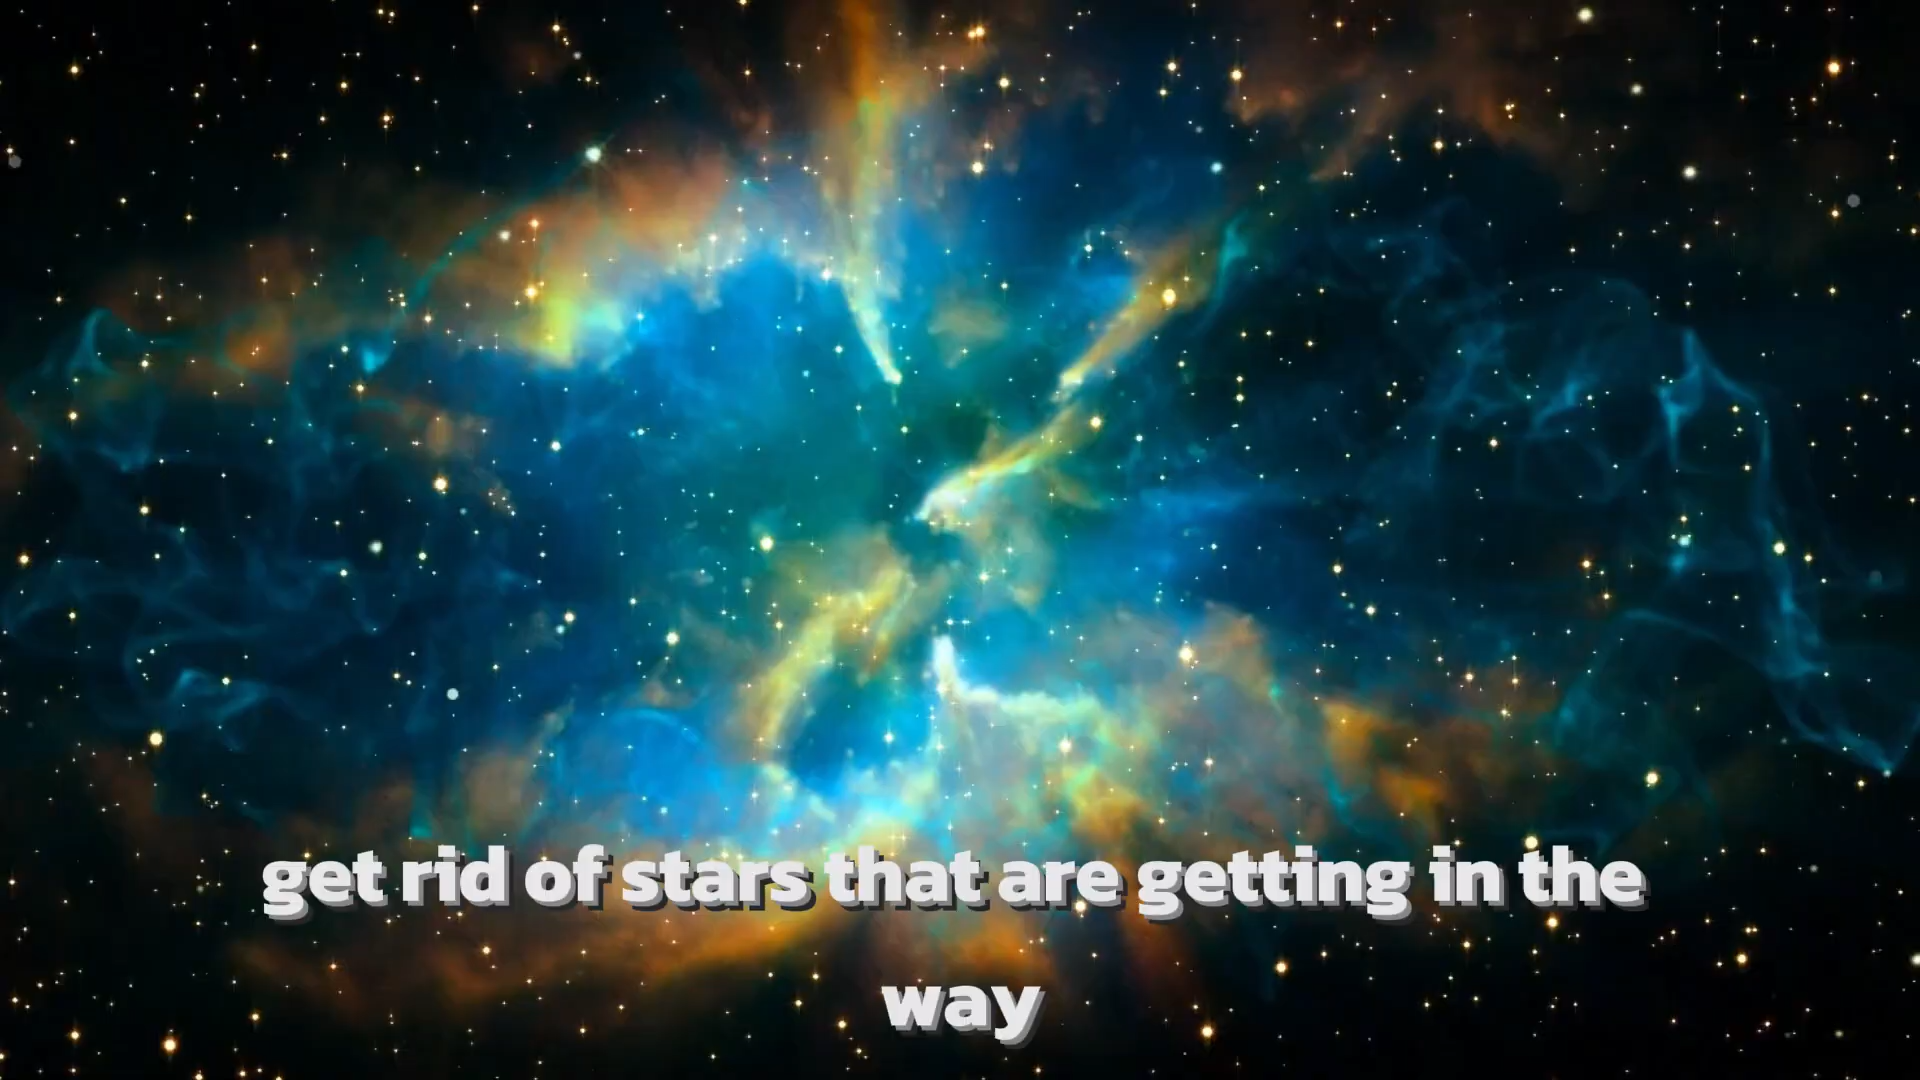 get rid of stars that are getting in the
way